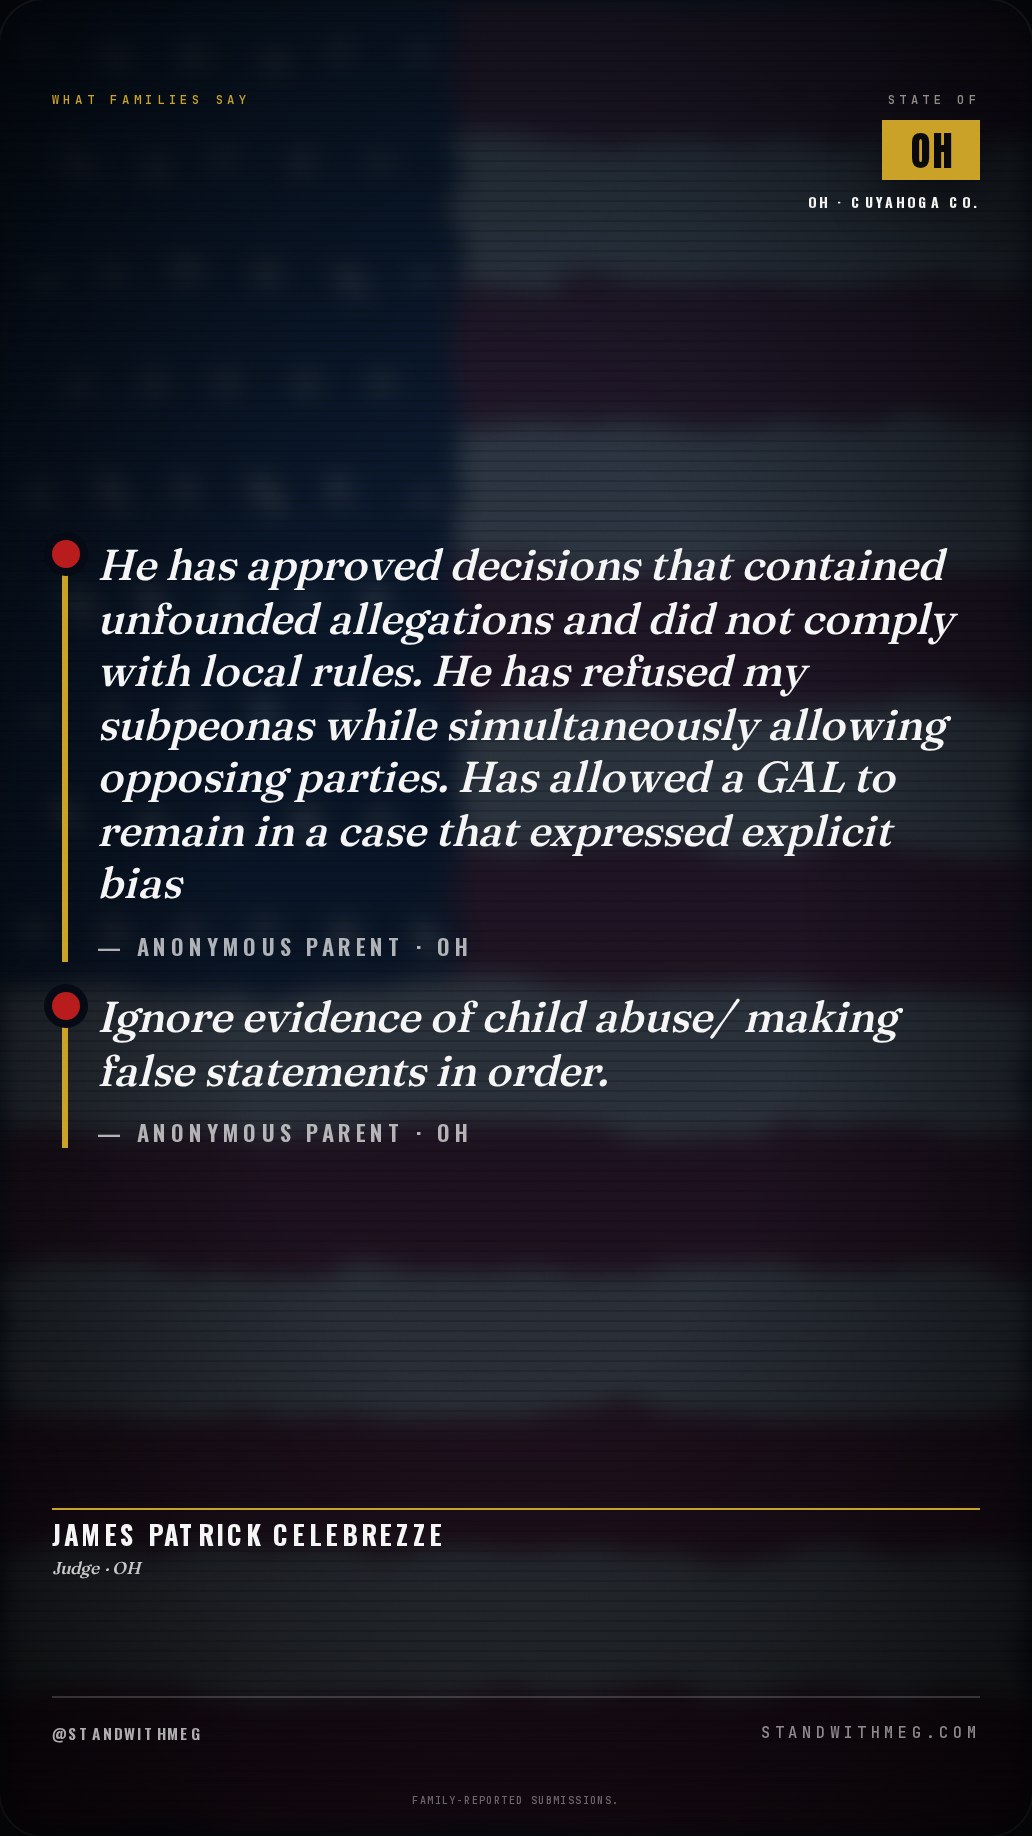 WHAT FAMILIES SAY
STATE OF
OH
OH · CUYAHOGA CO.
He has approved decisions that contained
unfounded allegations and did not comply
with local rules. He has refused my
subpeonas while simultaneously allowing
opposing parties. Has allowed a GAL to
remain in a case that expressed explicit
bias
— ANONYMOUS PARENT · OH
Ignore evidence of child abuse/ making
false statements in order.
— ANONYMOUS PARENT · OH
JAMES PATRICK CELEBREZZE
Judge · OH
@STANDWITHMEG
STANDWITHMEG.COM
FAMILY-REPORTED SUBMISSIONS.